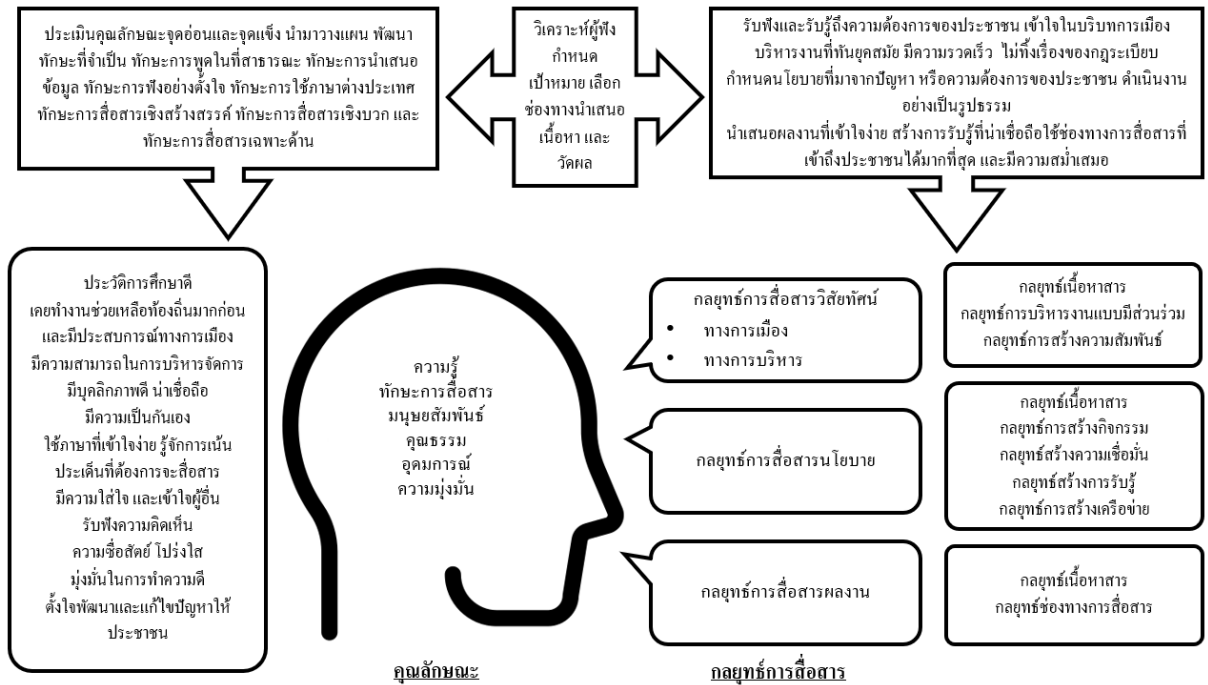 ประเมินคุณลักษณะจุดอ่อนและจุดแข็ง นำมาวางแผน พัฒนา
ทักษะที่จำเป็น ทักษะการพูดในที่สาธารณะ ทักษะการนำเสนอ
ข้อมูล ทักษะการฟังอย่างตั้งใจ ทักษะการใช้ภาษาต่างประเทศ
ทักษะการสื่อสารเชิงสร้างสรรค์ ทักษะการสื่อสารเชิงบวก และ
ทักษะการสื่อสารเฉพาะด้าน
วิเคราะห์ผู้ฟัง
กำหนด
เป้าหมาย เลือก
ช่องทางนำเสนอ
เนื้อหา และ
วัดผล
รับฟังและรับรู้ถึงความต้องการของประชาชน เข้าใจในบริบทการเมือง
บริหารงานที่ทันยุคสมัย มีความรวดเร็ว ไม่ทิ้งเรื่องของกฎระเบียบ
กำหนดนโยบายที่มาจากปัญหา หรือความต้องการของประชาชน ดำเนินงาน
อย่างเป็นรูปธรรม
นำเสนอผลงานที่เข้าใจง่าย สร้างการรับรู้ที่น่าเชื่อถือใช้ช่องทางการสื่อสารที่
เข้าถึงประชาชนได้มากที่สุด และมีความสม่ำเสมอ
ประวัติการศึกษาดี
เคยทำงานช่วยเหลือท้องถิ่นมากก่อน
และมีประสบการณ์ทางการเมือง
มีความสามารถในการบริหารจัดการ
มีบุคลิกภาพดี น่าเชื่อถือ
มีความเป็นกันเอง
ใช้ภาษาที่เข้าใจง่าย รู้จักการเน้น
ประเด็นที่ต้องการจะสื่อสาร
มีความใส่ใจ และเข้าใจผู้อื่น
รับฟังความคิดเห็น
ความซื่อสัตย์ โปร่งใส
มุ่งมั่นในการทำความดี
ตั้งใจพัฒนาและแก้ไขปัญหาให้
ประชาชน
ความรู้
ทักษะการสื่อสาร
มนุษยสัมพันธ์
คุณธรรม
อุดมการณ์
ความมุ่งมั่น
คุณลักษณะ
กลยุทธ์การสื่อสารวิสัยทัศน์
• ทางการเมือง
• ทางการบริหาร
กลยุทธ์การสื่อสารนโยบาย
กลยุทธ์การสื่อสารผลงาน
กลยุทธ์การสื่อสาร
กลยุทธ์เนื้อหาสาร
กลยุทธ์การบริหารงานแบบมีส่วนร่วม
กลยุทธ์การสร้างความสัมพันธ์
กลยุทธ์เนื้อหาสาร
กลยุทธ์การสร้างกิจกรรม
กลยุทธ์สร้างความเชื่อมั่น
กลยุทธ์สร้างการรับรู้
กลยุทธ์การสร้างเครือข่าย
กลยุทธ์เนื้อหาสาร
กลยุทธ์ช่องทางการสื่อสาร